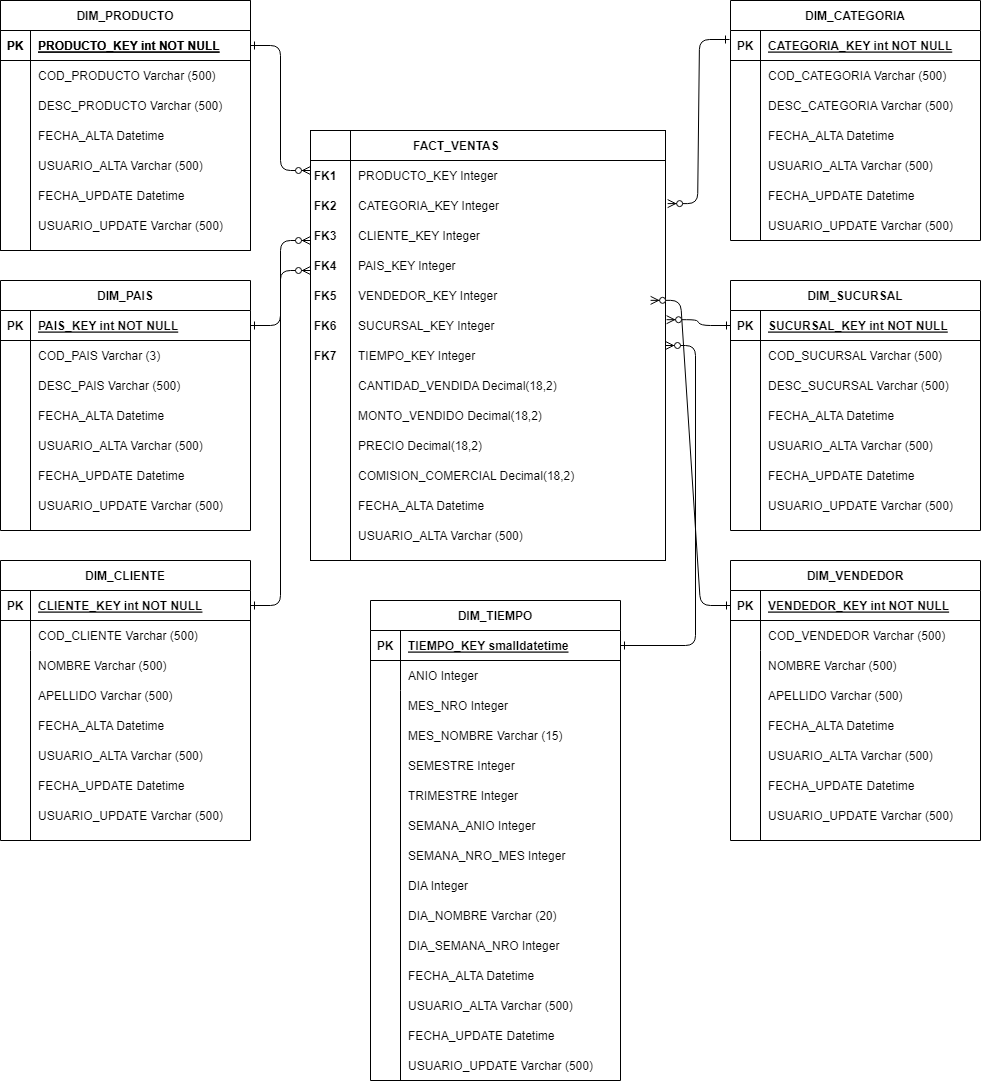 DIM_PRODUCTO
PK PRODUCTO_KEY int NOT NULL
COD_PRODUCTO Varchar (500)
DESC_PRODUCTO Varchar (500)
FECHA_ALTA Datetime
USUARIO_ALTA Varchar (500)
FECHA_UPDATE Datetime
USUARIO_UPDATE Varchar (500)
DIM_CATEGORIA
PK CATEGORIA_KEY int NOT NULL
COD_CATEGORIA Varchar (500)
DESC_CATEGORIA Varchar (500)
FECHA_ALTA Datetime
USUARIO_ALTA Varchar (500)
FECHA_UPDATE Datetime
USUARIO_UPDATE Varchar (500)
FACT_VENTAS
FK1 PRODUCTO_KEY Integer
FK2 CATEGORIA_KEY Integer
FK3 CLIENTE_KEY Integer
FK4 PAIS_KEY Integer
FK5 VENDEDOR_KEY Integer
FK6 SUCURSAL_KEY Integer
FK7 TIEMPO_KEY Integer
CANTIDAD_VENDIDA Decimal(18,2)
MONTO_VENDIDO Decimal(18,2)
PRECIO Decimal(18,2)
COMISION_COMERCIAL Decimal(18,2)
FECHA_ALTA Datetime
USUARIO_ALTA Varchar (500)
DIM_PAIS
PK PAIS_KEY int NOT NULL
COD_PAIS Varchar (3)
DESC_PAIS Varchar (500)
FECHA_ALTA Datetime
USUARIO_ALTA Varchar (500)
FECHA_UPDATE Datetime
USUARIO_UPDATE Varchar (500)
DIM_SUCURSAL
PK SUCURSAL_KEY int NOT NULL
COD_SUCURSAL Varchar (500)
DESC_SUCURSAL Varchar (500)
FECHA_ALTA Datetime
USUARIO_ALTA Varchar (500)
FECHA_UPDATE Datetime
USUARIO_UPDATE Varchar (500)
DIM_CLIENTE
PK CLIENTE_KEY int NOT NULL
COD_CLIENTE Varchar (500)
NOMBRE Varchar (500)
APELLIDO Varchar (500)
FECHA_ALTA Datetime
USUARIO_ALTA Varchar (500)
FECHA_UPDATE Datetime
USUARIO_UPDATE Varchar (500)
DIM_TIEMPO
PK TIEMPO_KEY smalldatetime
ANIO Integer
MES_NRO Integer
MES_NOMBRE Varchar (15)
SEMESTRE Integer
TRIMESTRE Integer
SEMANA_ANIO Integer
SEMANA_NRO_MES Integer
DIA Integer
DIA_NOMBRE Varchar (20)
DIA_SEMANA_NRO Integer
FECHA_ALTA Datetime
USUARIO_ALTA Varchar (500)
FECHA_UPDATE Datetime
USUARIO_UPDATE Varchar (500)
DIM_VENDEDOR
PK VENDEDOR_KEY int NOT NULL
COD_VENDEDOR Varchar (500)
NOMBRE Varchar (500)
APELLIDO Varchar (500)
FECHA_ALTA Datetime
USUARIO_ALTA Varchar (500)
FECHA_UPDATE Datetime
USUARIO_UPDATE Varchar (500)